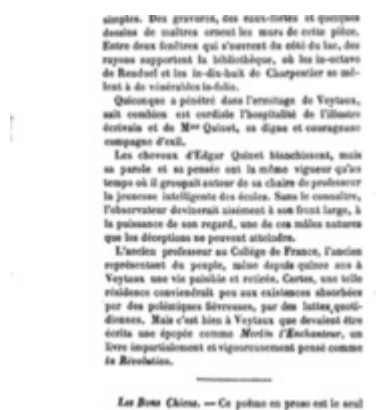 simples. Des gravures, des eaux-fortes et quelques
dessins de maîtres ornent les murs de cette pièce.
Entre deux fenêtres qui s'ouvrent du côté du lac, des
rayons supportent la bibliothèque, où les in-octavo
de Renduel et les in-dix-huit de Charpentier se mê-
lent à de vénérables in-folio.
Quiconque a pénétré dans l'ermitage de Veytaux,
sait combien est cordiale l'hospitalité de l'illustre
écrivain et de Mme Quinet, sa digne et courageuse
compagne d'exil.
Les cheveux d'Edgar Quinet blanchissent, mais
sa parole et sa pensée ont la même vigueur qu'au
temps où il groupait autour de sa chaire de professeur
la jeunesse intelligente des écoles. Sans le connaître,
l'observateur devinerait aisément à son front large, à
la puissance de son regard, une de ces mâles natures
que les déceptions ne peuvent atteindre.
L'ancien professeur au Collège de France, l'ancien
représentant du peuple, mène depuis quinze ans à
Veytaux une vie paisible et retirée. Certes, une telle
résidence conviendrait peu aux existences absorbées
par des polémiques fiévreuses, par des luttes quoti-
diennes. Mais c'est bien à Veytaux que devaient être
écrits une épopée comme Merlin l'Enchanteur, un
livre impartialement et vigoureusement pensé comme
la Révolution.
Les Bons Chiens. — Ce poème en prose est le seul